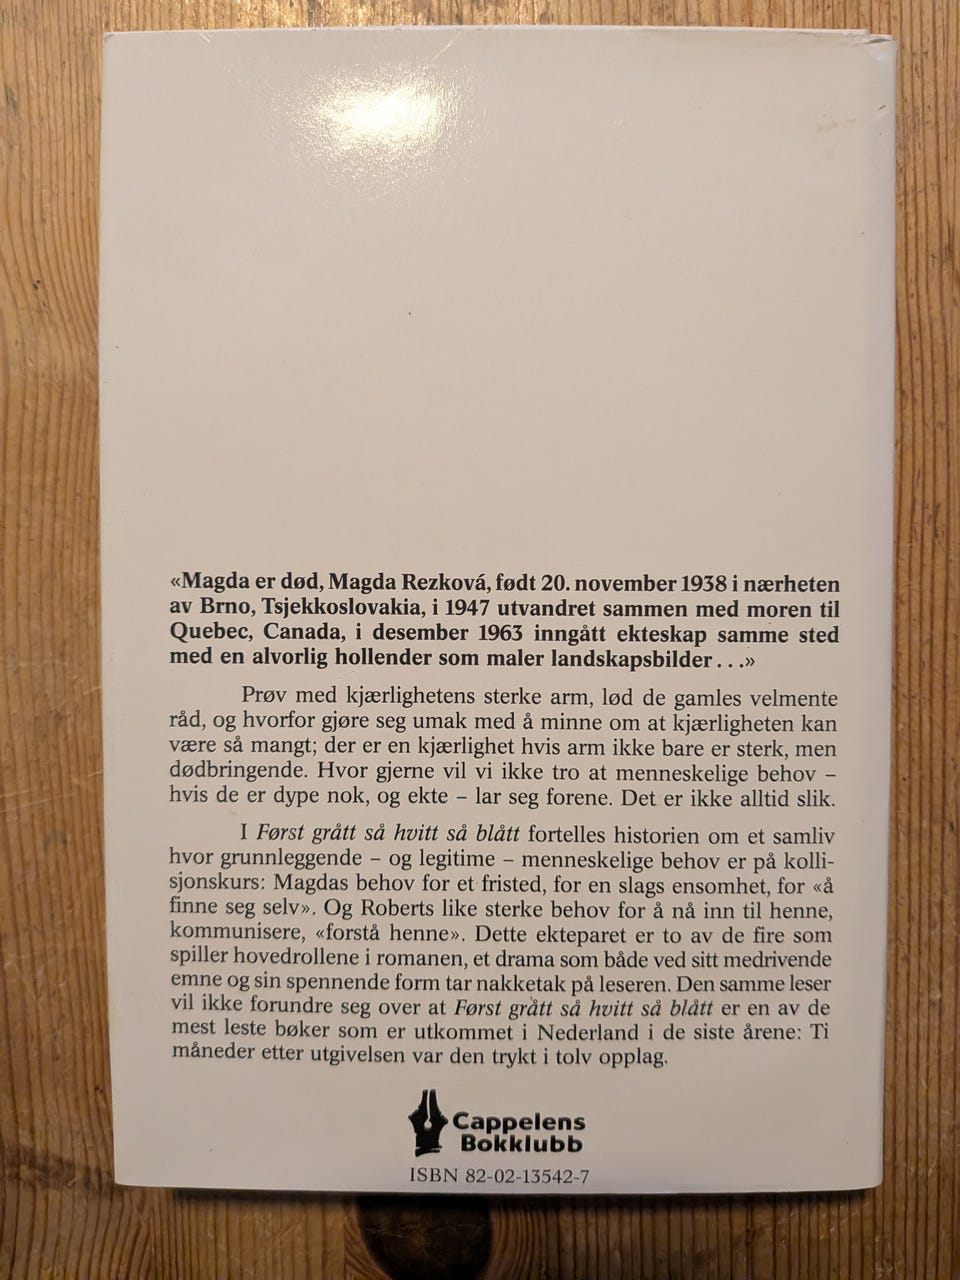 «Magda er død, Magda Rezková, født 20. november 1938 i nærheten
av Brno, Tsjekkoslovakia, i 1947 utvandret sammen med moren til
Quebec, Canada, i desember 1963 inngått ekteskap samme sted
med en alvorlig hollender som maler landskapsbilder...»
Prøv med kjærlighetens sterke arm, lød de gamles velmente
råd, og hvorfor gjøre seg umak med å minne om at kjærligheten kan
være så mangt; der er en kjærlighet hvis arm ikke bare er sterk, men
dødbringende. Hvor gjerne vil vi ikke tro at menneskelige behov –
hvis de er dype nok, og ekte – lar seg forene. Det er ikke alltid slik.
I Først grått så hvitt så blått fortelles historien om et samliv
hvor grunnleggende – og legitime – menneskelige behov er på kolli-
sjonskurs: Magdas behov for et fristed, for en slags ensomhet, for «å
finne seg selv». Og Roberts like sterke behov for å nå inn til henne,
kommunisere, «forstå henne». Dette ekteparet er to av de fire som
spiller hovedrollene i romanen, et drama som både ved sitt medrivende
emne og sin spennende form tar nakketak på leseren. Den samme leser
vil ikke forundre seg over at Først grått så hvitt så blått er en av de
mest leste bøker som er utkommet i Nederland i de siste årene: Ti
måneder etter utgivelsen var den trykt i tolv opplag.
Cappelens
Bokklubb
ISBN 82-02-13542-7